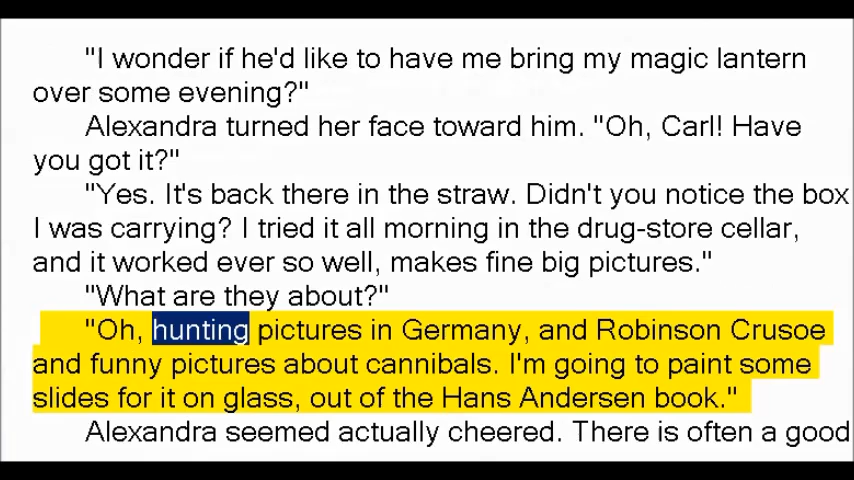 "I wonder if he'd like to have me bring my magic lantern
over some evening?"
Alexandra turned her face toward him. "Oh, Carl! Have
you got it?"
"Yes. It's back there in the straw. Didn't you notice the box
I was carrying? I tried it all morning in the drug-store cellar,
and it worked ever so well, makes fine big pictures."
"What are they about?"
"Oh, hunting pictures in Germany, and Robinson Crusoe
and funny pictures about cannibals. I'm going to paint some
slides for it on glass, out of the Hans Andersen book."
Alexandra seemed actually cheered. There is often a good